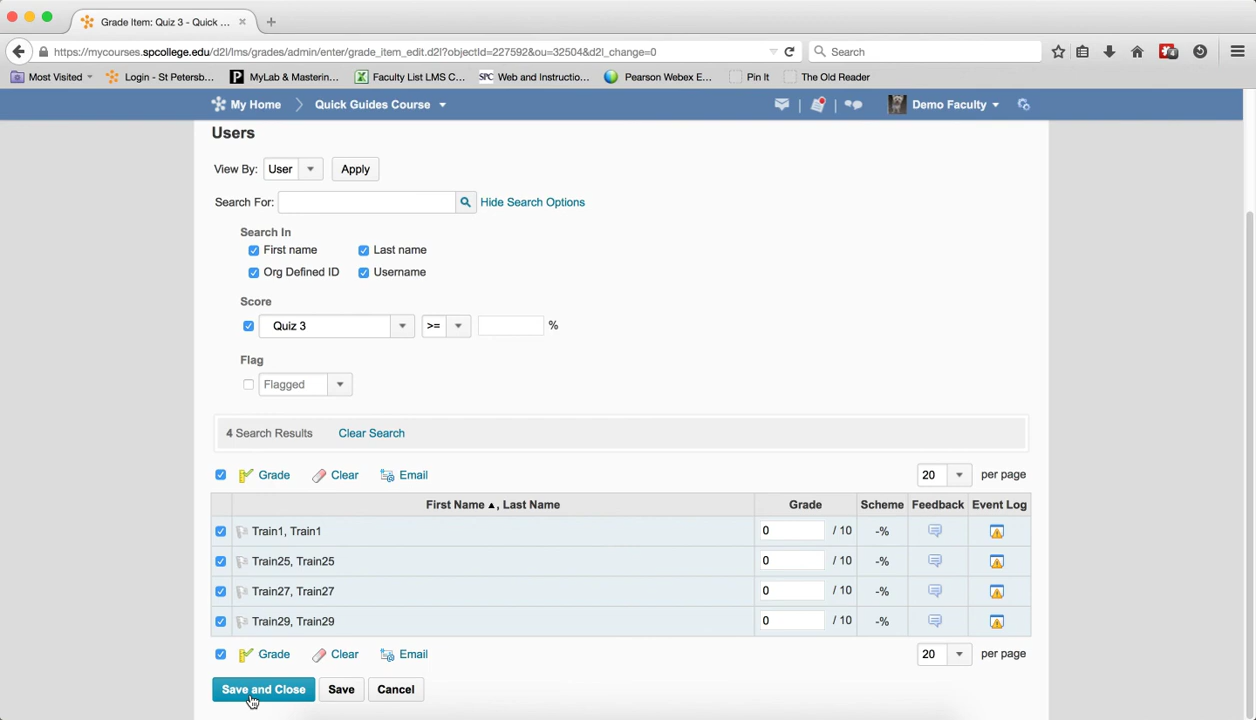 Grade Item: Quiz 3 - Quick ...
https://mycourses.spcollege.edu/d2l/lms/grades/admin/enter/grade_item_edit.d2l?objectId=227592&ou=32504&d2l_change=0
Search
Most Visited
Login - St Petersb...
MyLab & Mastering...
Faculty List LMS C...
SPC
Web and Instructio...
Pearson Webex E...
Pin It
The Old Reader
My Home
Quick Guides Course
Demo Faculty
Users
View By: User Apply
Search For: Hide Search Options
Search In
First name Last name
Org Defined ID Username
Score
Quiz 3 >= %
Flag
Flagged
4 Search Results Clear Search
Grade Clear Email 20 per page
First Name ▲, Last Name Grade Scheme Feedback Event Log
Train1, Train1 0 / 10 -%
Train25, Train25 0 / 10 -%
Train27, Train27 0 / 10 -%
Train29, Train29 0 / 10 -%
Grade Clear Email 20 per page
Save and Close Save Cancel